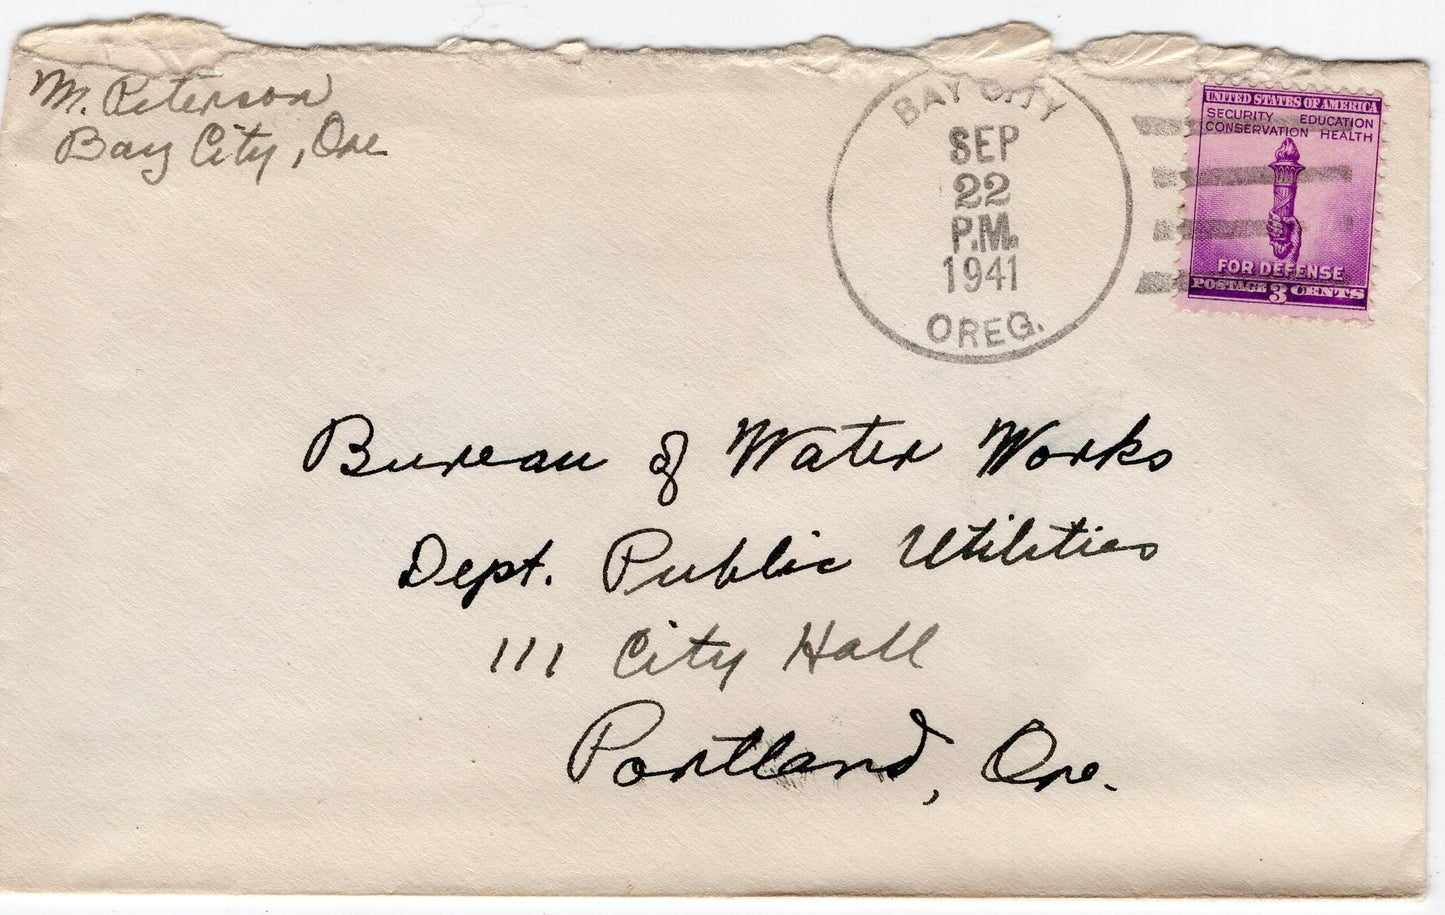 M. Peterson
Bay City, Ore
BAY CITY
SEP
22
P.M.
1941
OREG.
UNITED STATES OF AMERICA
SECURITY EDUCATION
CONSERVATION HEALTH
FOR DEFENSE
POSTAGE 3 CENTS
Bureau of Water Works
Dept. Public Utilities
111 City Hall
Portland, Ore.